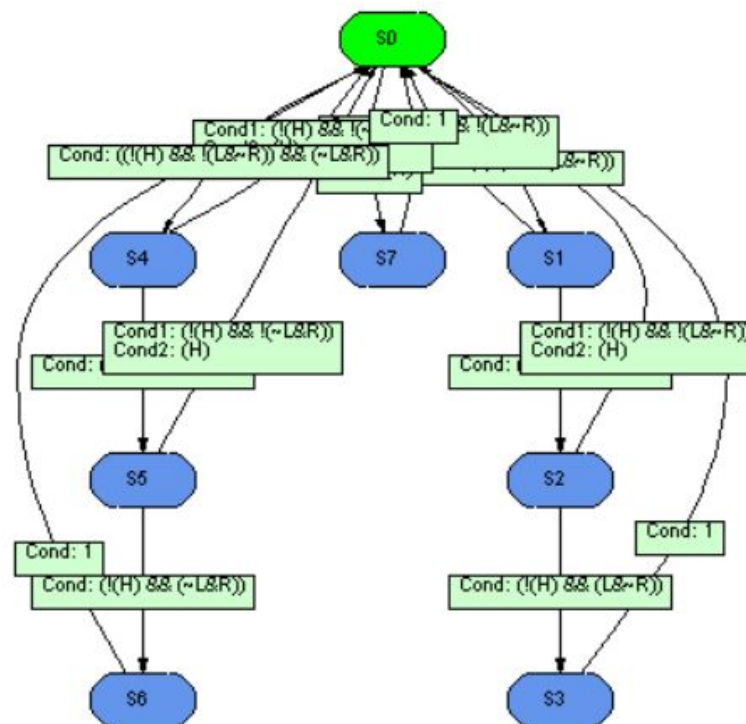 S0
Cond: 1
Cond1: (!(H) && !(~
& !(L&~R))
Cond: ((!(H) && !(L&~R)) && (~L&R))
L&~R))
S4
S7
S1
Cond1: (!(H) && !(~L&R))
Cond2: (H)
Cond:
Cond1: (!(H) && !(L&~R))
Cond2: (H)
Cond:
S5
S2
Cond: 1
Cond: 1
Cond: (!(H) && (~L&R))
Cond: (!(H) && (L&~R))
S6
S3